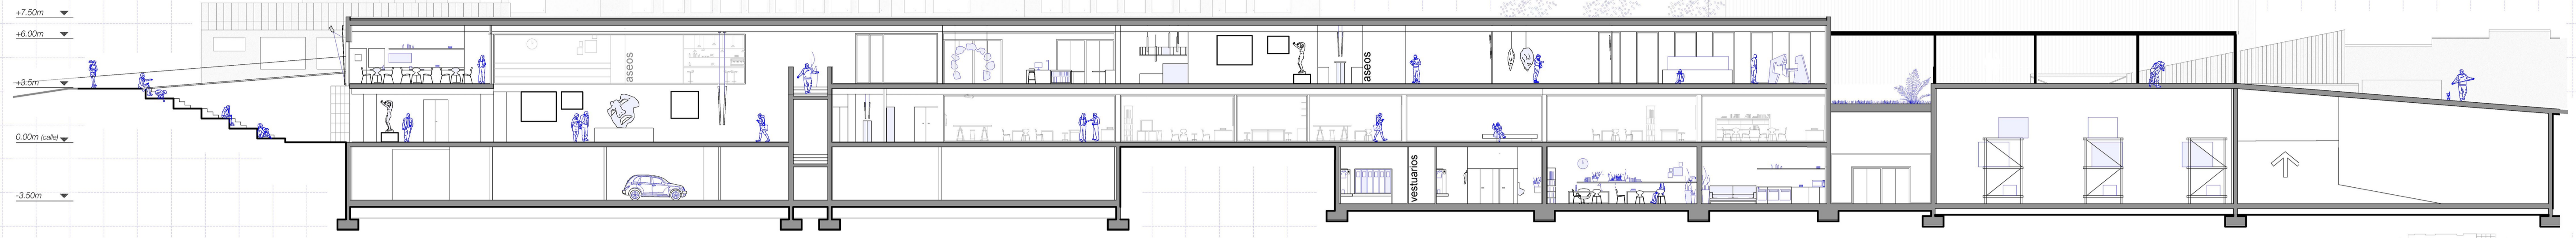 +7.50m
+6.00m
+3.5m
0.00m (calle)
-3.50m
aseos
aseos
vestuarios